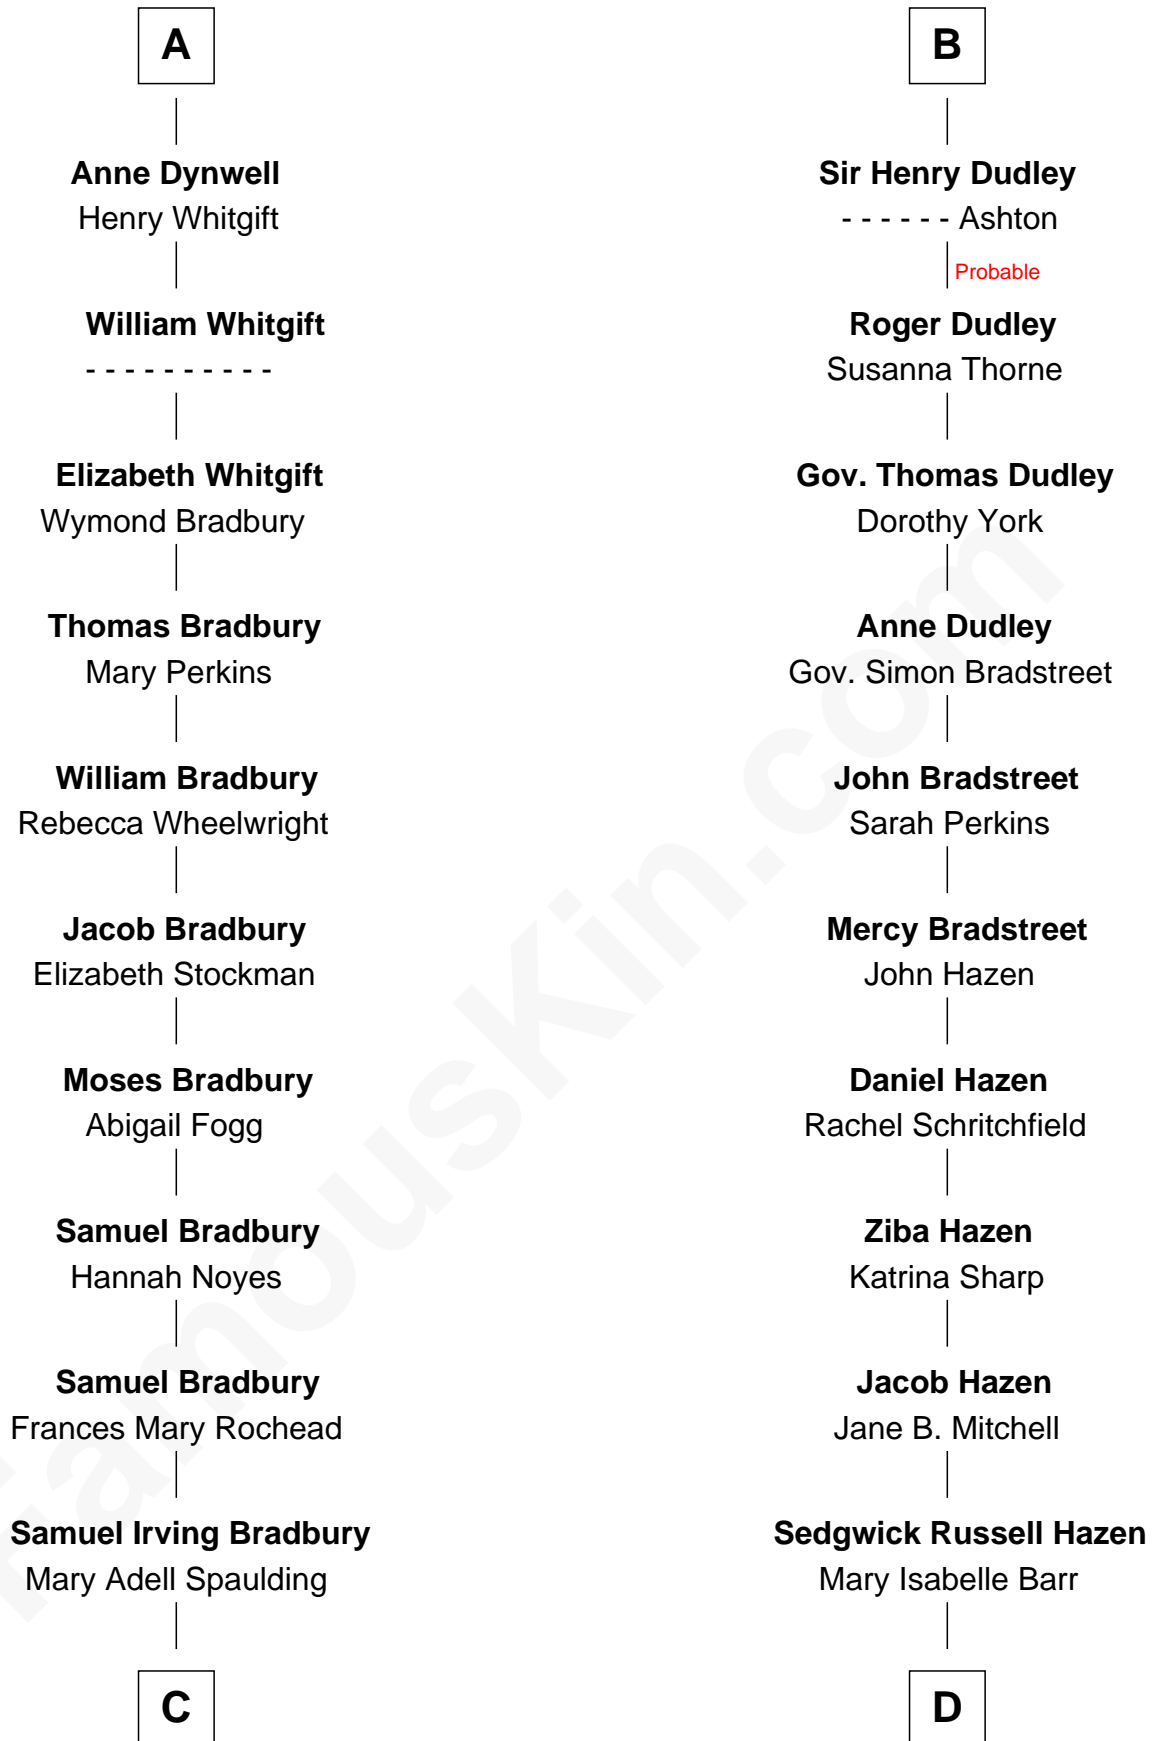 A
Anne Dynwell
Henry Whitgift
William Whitgift
- - - - - - - - - -
Elizabeth Whitgift
Wymond Bradbury
Thomas Bradbury
Mary Perkins
William Bradbury
Rebecca Wheelwright
Jacob Bradbury
Elizabeth Stockman
Moses Bradbury
Abigail Fogg
Samuel Bradbury
Hannah Noyes
Samuel Bradbury
Frances Mary Rochead
Samuel Irving Bradbury
Mary Adell Spaulding
C
B
Sir Henry Dudley
- - - - - - Ashton
Probable
Roger Dudley
Susanna Thorne
Gov. Thomas Dudley
Dorothy York
Anne Dudley
Gov. Simon Bradstreet
John Bradstreet
Sarah Perkins
Mercy Bradstreet
John Hazen
Daniel Hazen
Rachel Schritchfield
Ziba Hazen
Katrina Sharp
Jacob Hazen
Jane B. Mitchell
Sedgwick Russell Hazen
Mary Isabelle Barr
D
FamousKin.com